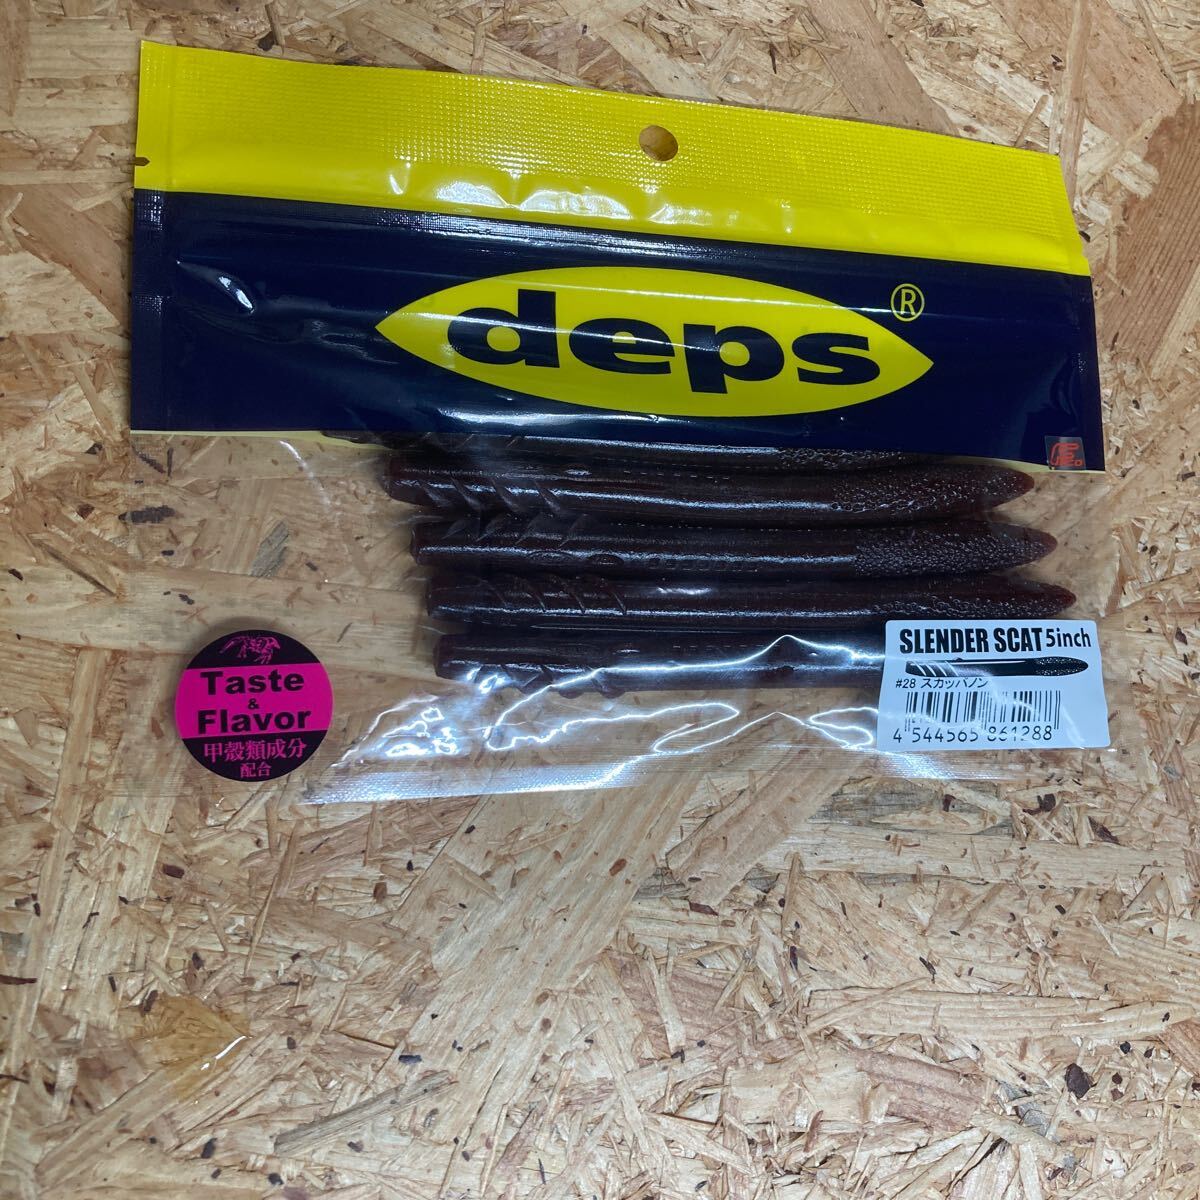 deps®
Taste
&
Flavor
甲殻類成分
配合
SLENDER SCAT 5inch
#28 スカッパノン
4 544565 861288